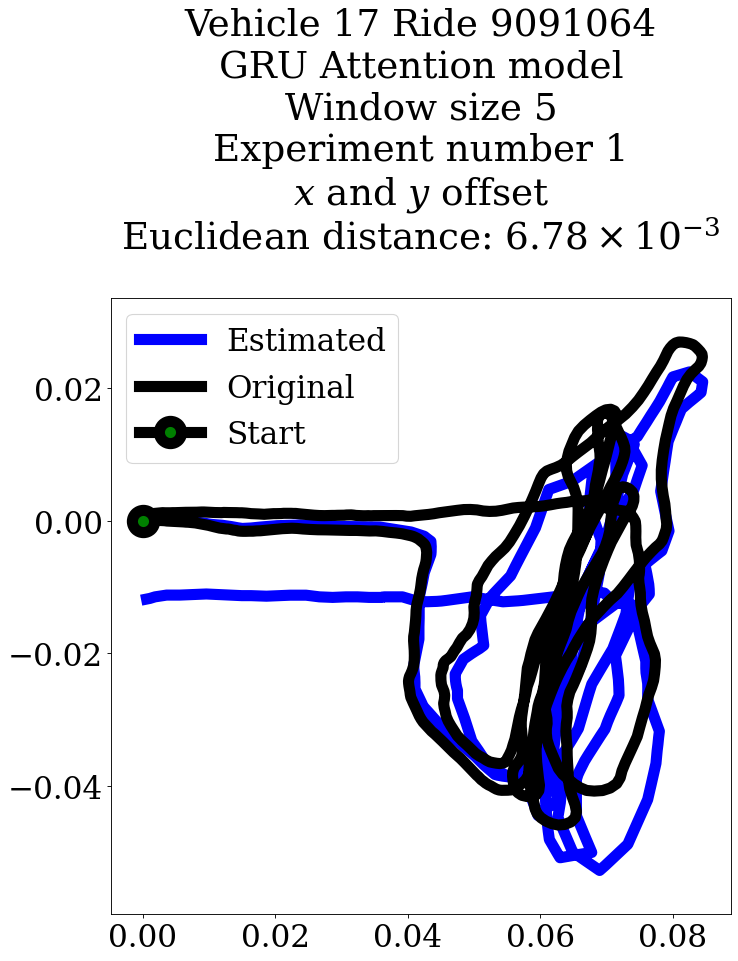 Vehicle 17 Ride 9091064
GRU Attention model
Window size 5
Experiment number 1
x and y offset
Euclidean distance: 6.78 × 10⁻³
Estimated
Original
Start
0.02
0.00
−0.02
−0.04
0.00 0.02 0.04 0.06 0.08